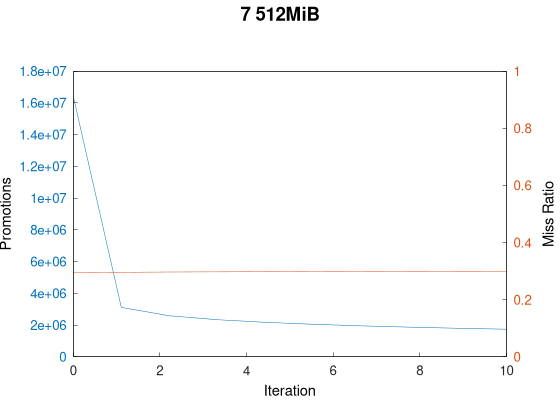 7 512MiB
1.8e+07
1.6e+07
1.4e+07
1.2e+07
1e+07
8e+06
6e+06
4e+06
2e+06
0
Promotions
1
0.8
0.6
0.4
0.2
0
Miss Ratio
0 2 4 6 8 10
Iteration